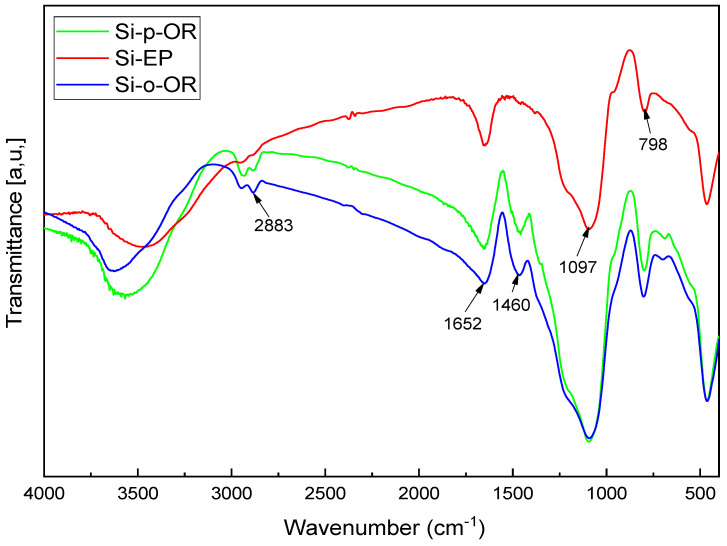 Si-p-OR
Si-EP
Si-o-OR
Transmittance [a,u,]
2883
1652
1460
1097
798
4000 3500 3000 2500 2000 1500 1000 500
Wavenumber (cm-1)